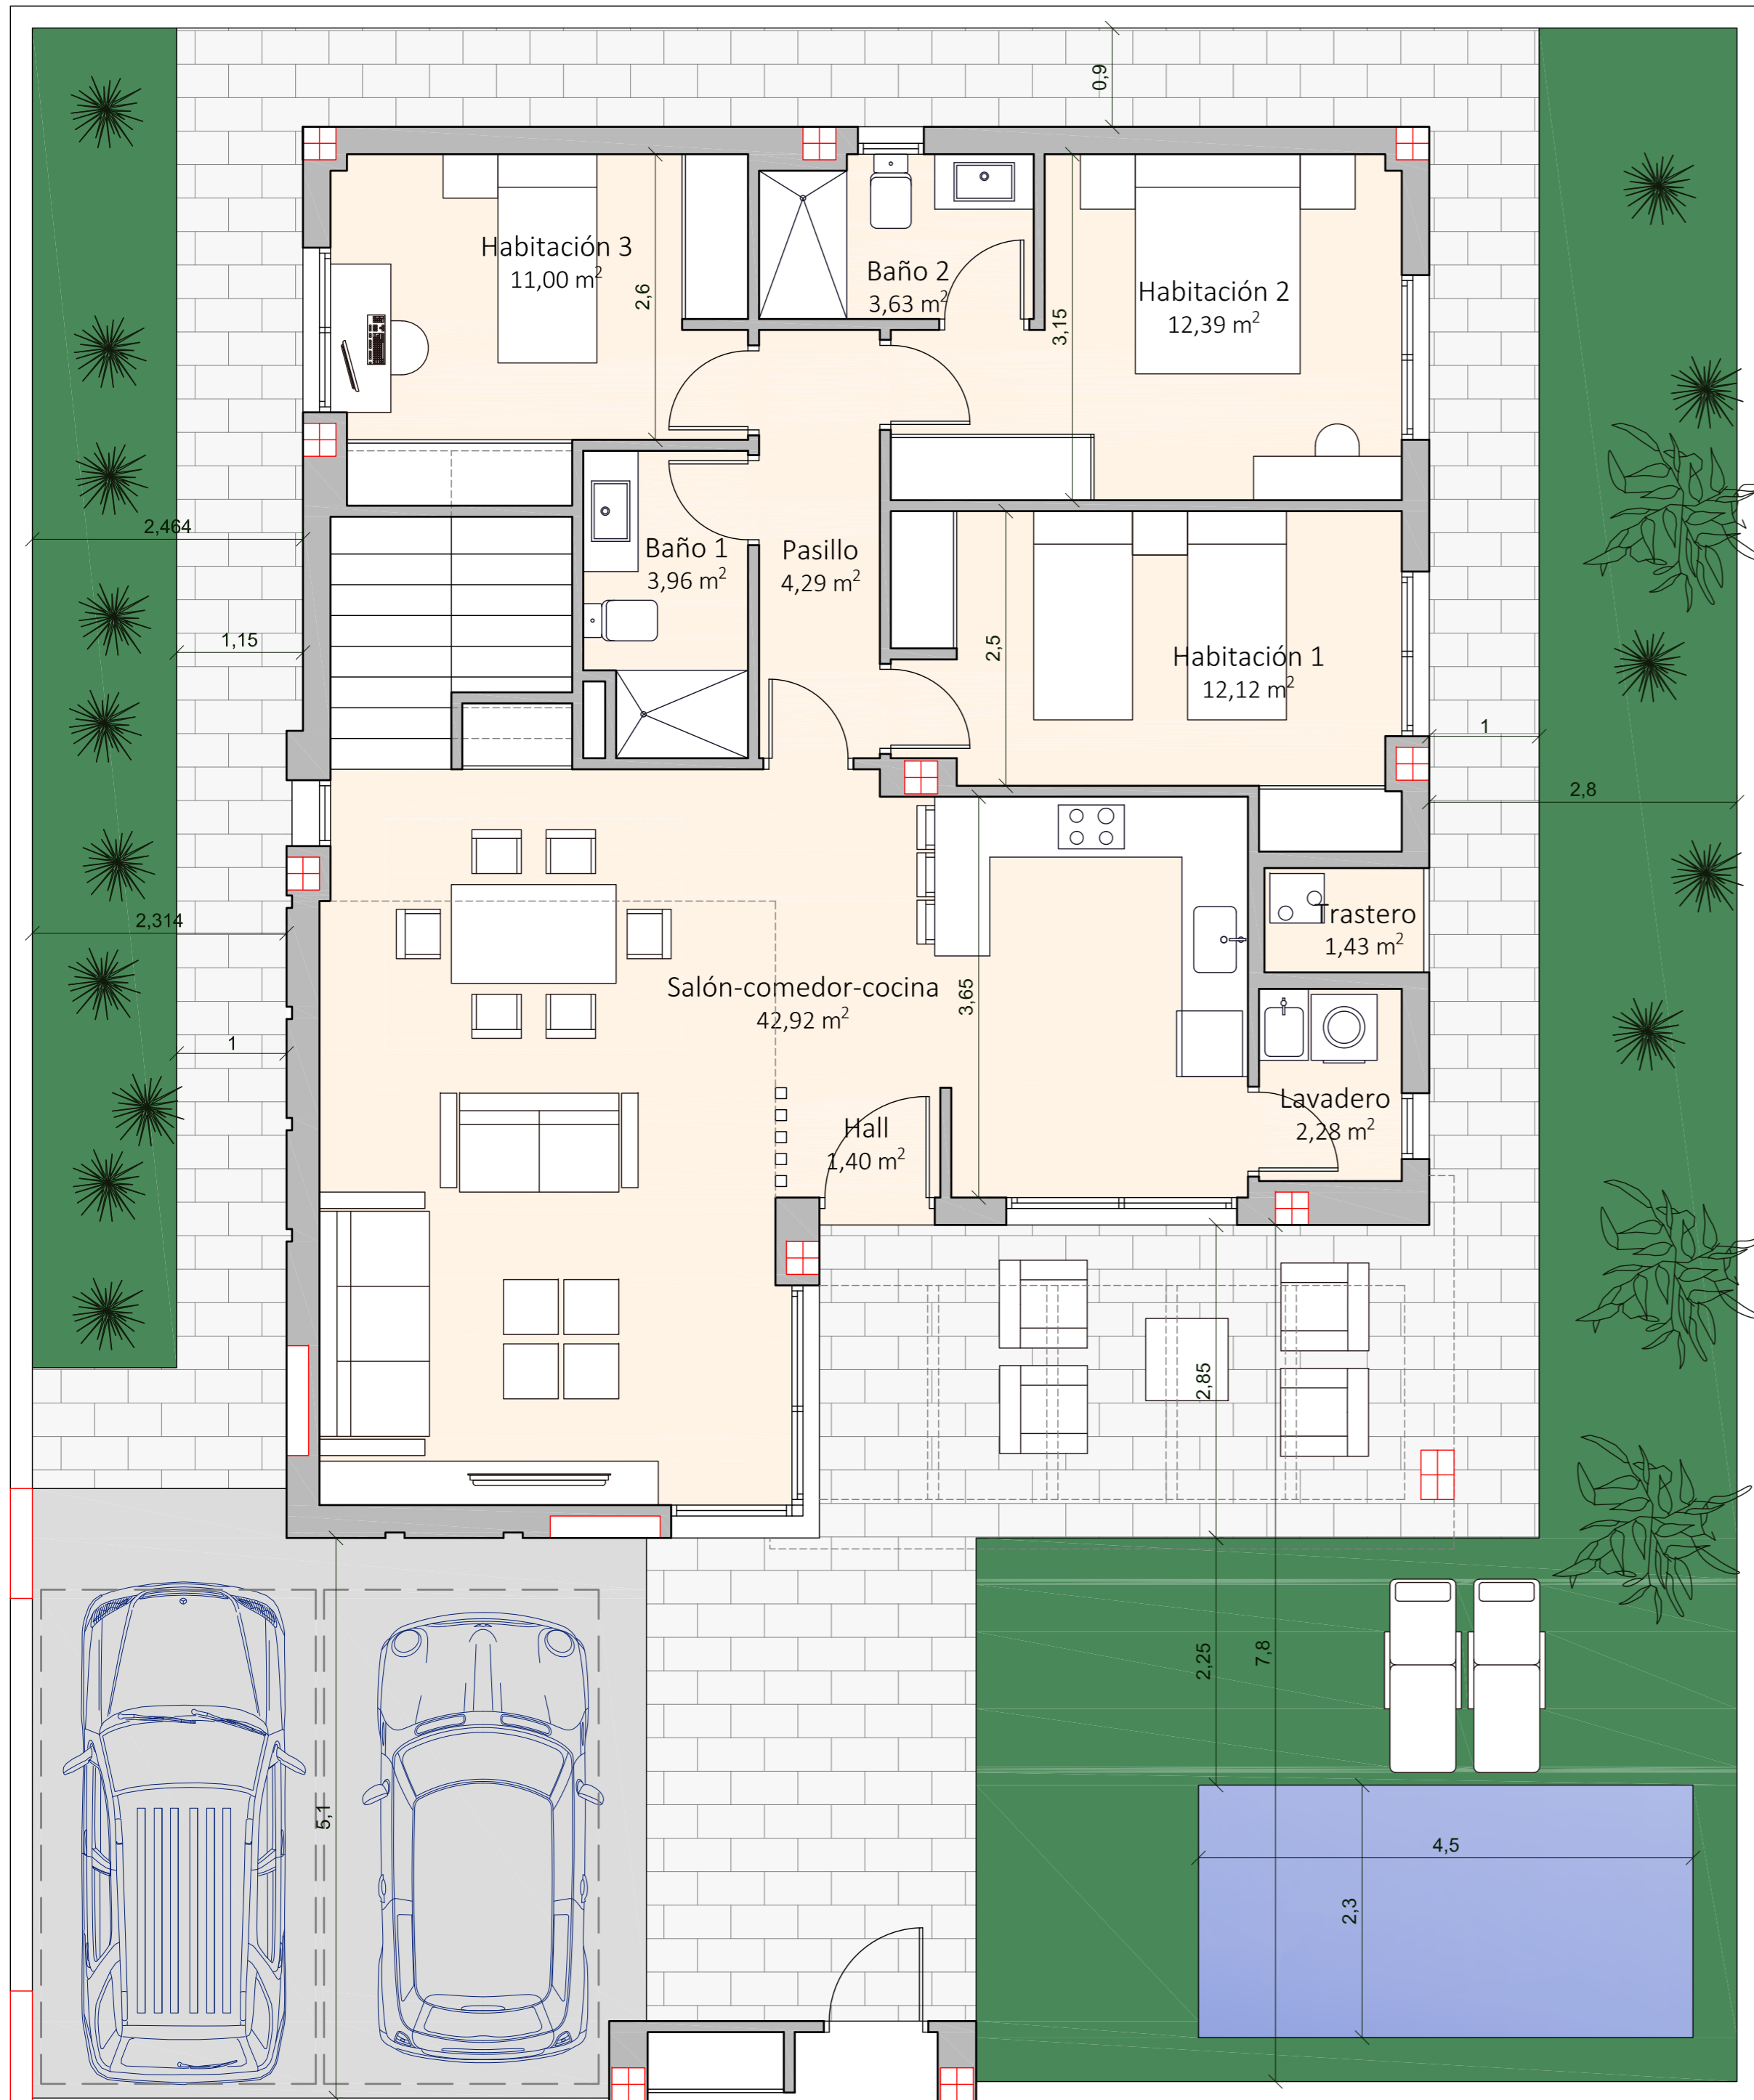 0,9
Habitación 3
11,00 m²
2,6
Baño 2
3,63 m²
3,15
Habitación 2
12,39 m²
2,464
Baño 1
3,96 m²
Pasillo
4,29 m²
1,15
2,5
Habitación 1
12,12 m²
1
2,8
2,314
Trastero
1,43 m²
Salón-comedor-cocina
42,92 m²
3,65
1
Lavadero
2,28 m²
Hall
1,40 m²
2,85
2,25
7,8
5,1
4,5
2,3